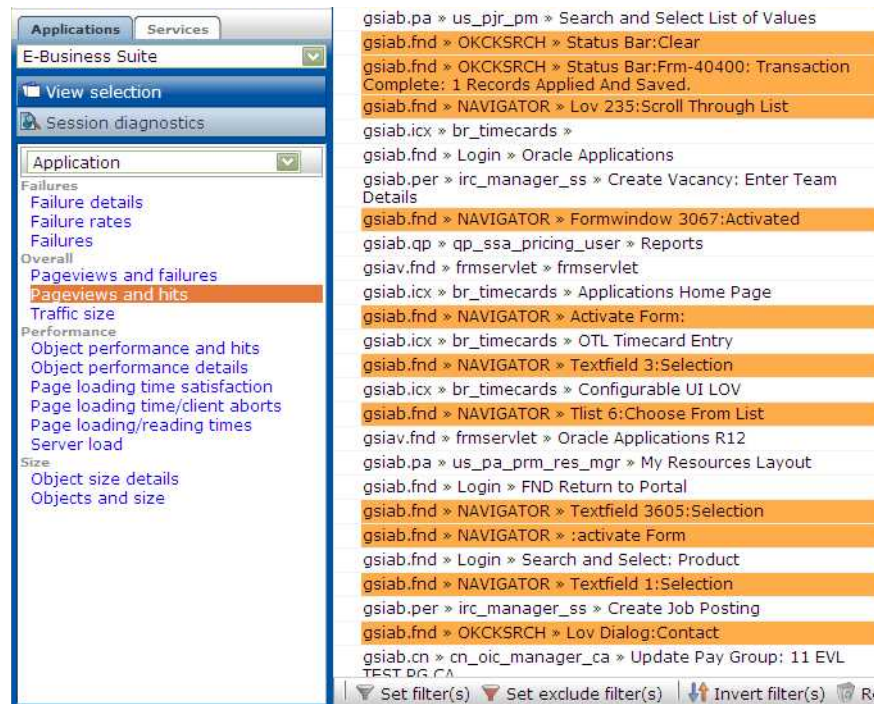 Applications Services
E-Business Suite
View selection
Session diagnostics
Application
Failures
Failure details
Failure rates
Failures
Overall
Pageviews and failures
Pageviews and hits
Traffic size
Performance
Object performance and hits
Object performance details
Page loading time satisfaction
Page loading time/client aborts
Page loading/reading times
Server load
Size
Object size details
Objects and size
gsiab.pa » us_pjr_pm » Search and Select List of Values
gsiab.fnd » OKCKSRCH » Status Bar:Clear
gsiab.fnd » OKCKSRCH » Status Bar:Frm-40400: Transaction
Complete: 1 Records Applied And Saved.
gsiab.fnd » NAVIGATOR » Lov 235:Scroll Through List
gsiab.icx » br_timecards »
gsiab.fnd » Login » Oracle Applications
gsiab.per » irc_manager_ss » Create Vacancy: Enter Team
Details
gsiab.fnd » NAVIGATOR » Formwindow 3067:Activated
gsiab.qp » qp_ssa_pricing_user » Reports
gsiav.fnd » frmservlet » frmservlet
gsiab.icx » br_timecards » Applications Home Page
gsiab.fnd » NAVIGATOR » Activate Form:
gsiab.icx » br_timecards » OTL Timecard Entry
gsiab.fnd » NAVIGATOR » Textfield 3:Selection
gsiab.icx » br_timecards » Configurable UI LOV
gsiab.fnd » NAVIGATOR » Tlist 6:Choose From List
gsiav.fnd » frmservlet » Oracle Applications R12
gsiab.pa » us_pa_prm_res_mgr » My Resources Layout
gsiab.fnd » Login » FND Return to Portal
gsiab.fnd » NAVIGATOR » Textfield 3605:Selection
gsiab.fnd » NAVIGATOR » :activate Form
gsiab.fnd » Login » Search and Select: Product
gsiab.fnd » NAVIGATOR » Textfield 1:Selection
gsiab.per » irc_manager_ss » Create Job Posting
gsiab.fnd » OKCKSRCH » Lov Dialog:Contact
gsiab.cn » cn_oic_manager_ca » Update Pay Group: 11 EVL
TEST PG CA
Set filter(s) Set exclude filter(s) Invert filter(s)